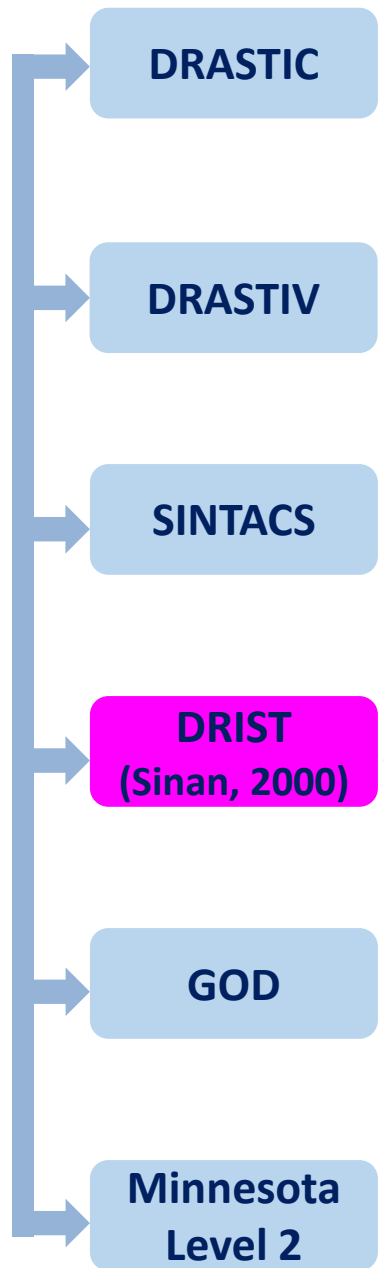 DRASTIC
DRASTIV
SINTACS
DRIST
(Sinan, 2000)
GOD
Minnesota
Level 2